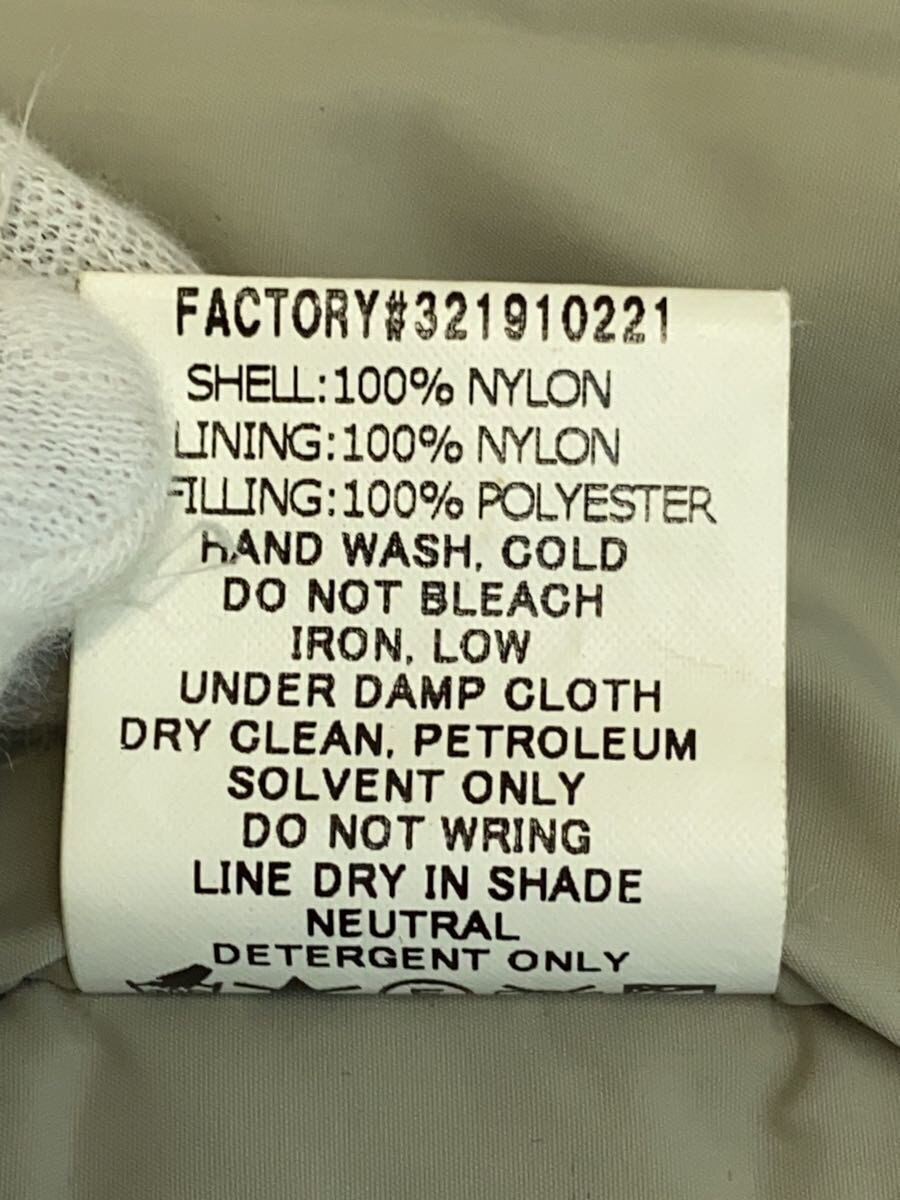 FACTORY#321910221
SHELL:100% NYLON
LINING:100% NYLON
FILLING:100% POLYESTER
HAND WASH, COLD
DO NOT BLEACH
IRON, LOW
UNDER DAMP CLOTH
DRY CLEAN, PETROLEUM
SOLVENT ONLY
DO NOT WRING
LINE DRY IN SHADE
NEUTRAL
DETERGENT ONLY